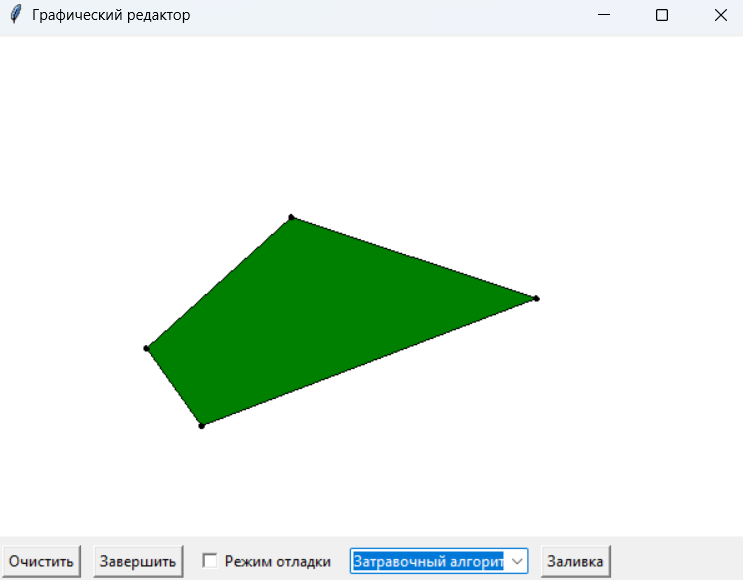 Графический редактор
Очистить Завершить Режим отладки Затравочный алгорит Заливка